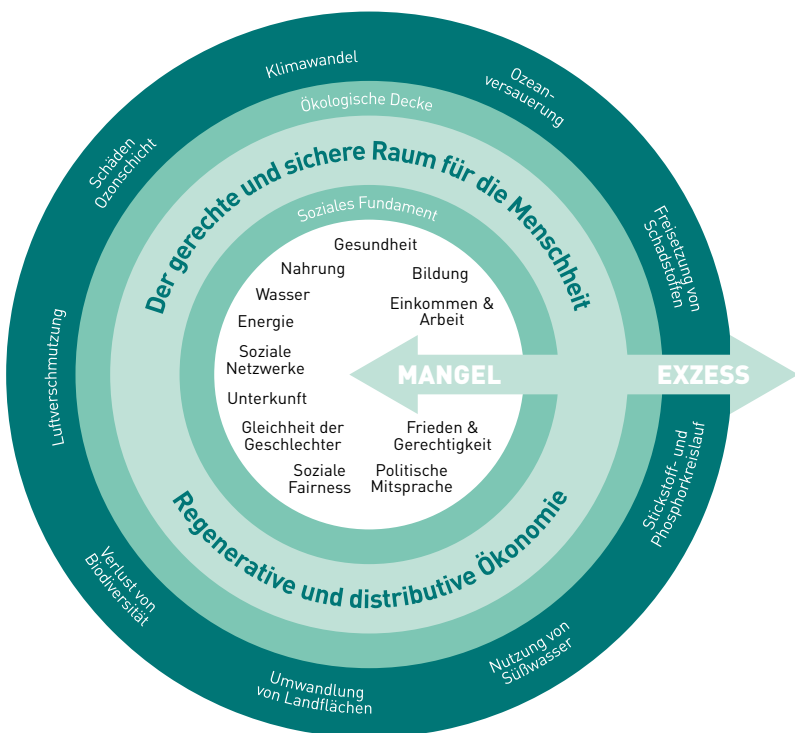 Klimawandel
Ozean-
versauerung
Freisetzung von
Schadstoffen
Stickstoff- und
Phosphorkreislauf
Nutzung von
Süßwasser
Umwandlung
von Landflächen
Verlust von
Biodiversität
Luftverschmutzung
Schäden
Ozonschicht
Ökologische Decke
Der gerechte und sichere Raum für die Menschheit
Soziales Fundament
Gesundheit
Nahrung
Bildung
Wasser
Einkommen &
Arbeit
Energie
Soziale
Netzwerke
MANGEL
EXZESS
Unterkunft
Gleichheit der
Geschlechter
Frieden &
Gerechtigkeit
Soziale
Fairness
Politische
Mitsprache
Regenerative und distributive Ökonomie